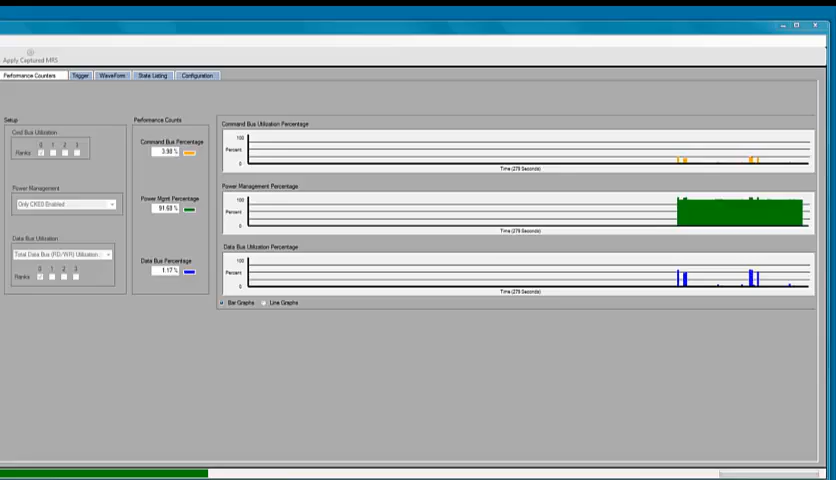 Apply Captured MRS
Performance Counters Trigger WaveForm State Listing Configuration
Setup
Cmd Bus Utilization
0 1 2 3
Ranks:
Power Management
Only CKE0 Enabled
Data Bus Utilization
Total Data Bus (RD/WR) Utilization
0 1 2 3
Ranks:
Performance Counts
Command Bus Percentage
3.98 %
Power Mgmt Percentage
91.68 %
Data Bus Percentage
1.17 %
Command Bus Utilization Percentage
100
Percent
0
Time (279 Seconds)
Power Management Percentage
100
Percent
0
Time (279 Seconds)
Data Bus Utilization Percentage
100
Percent
0
Time (279 Seconds)
Bar Graphs Line Graphs